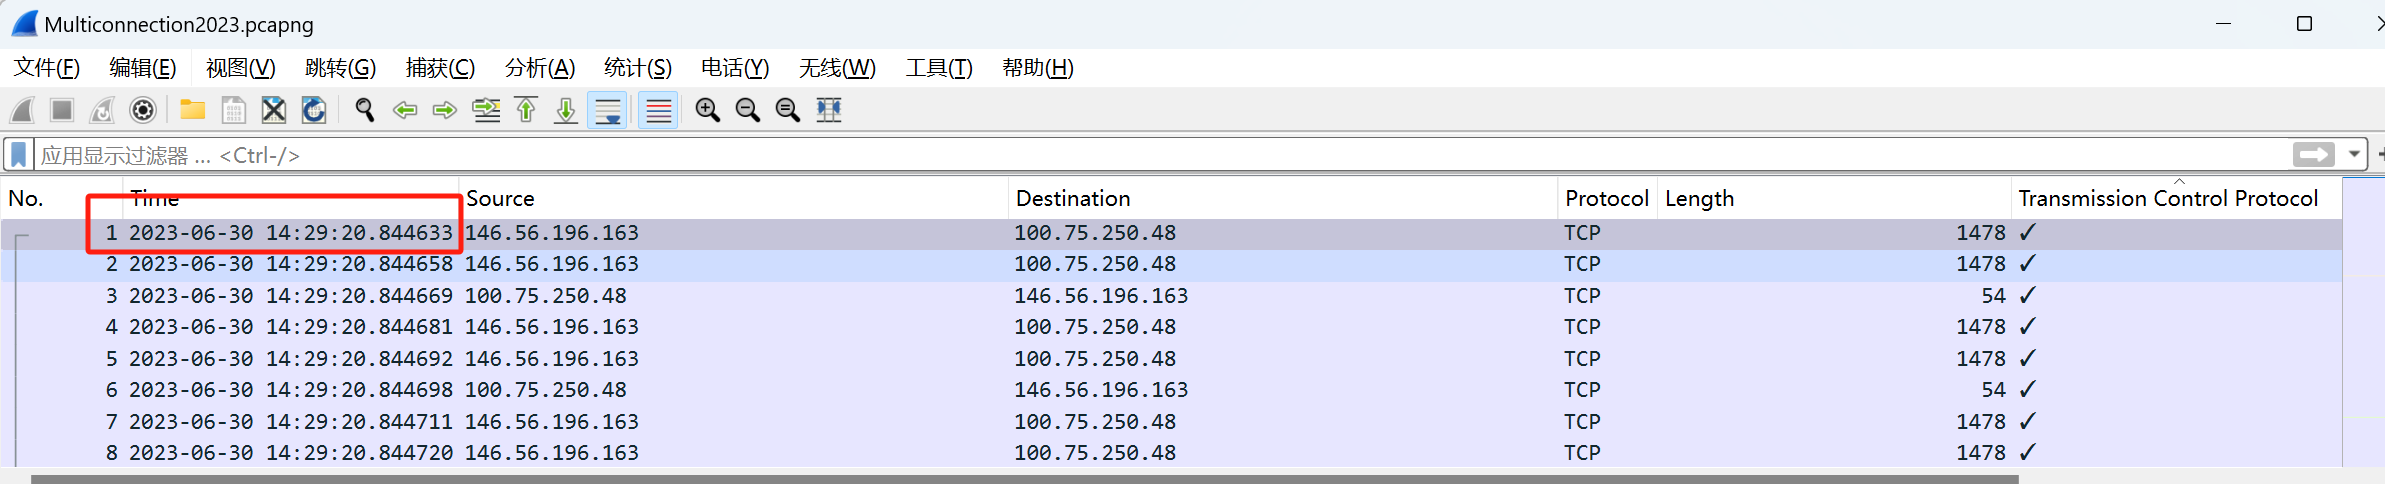 Multiconnection2023.pcapng
文件(F) 编辑(E) 视图(V) 跳转(G) 捕获(C) 分析(A) 统计(S) 电话(Y) 无线(W) 工具(T) 帮助(H)
应用显示过滤器 … <Ctrl-/>
No. Time Source Destination Protocol Length Transmission Control Protocol
1 2023-06-30 14:29:20.844633 146.56.196.163 100.75.250.48 TCP 1478 ✓
2 2023-06-30 14:29:20.844658 146.56.196.163 100.75.250.48 TCP 1478 ✓
3 2023-06-30 14:29:20.844669 100.75.250.48 146.56.196.163 TCP 54 ✓
4 2023-06-30 14:29:20.844681 146.56.196.163 100.75.250.48 TCP 1478 ✓
5 2023-06-30 14:29:20.844692 146.56.196.163 100.75.250.48 TCP 1478 ✓
6 2023-06-30 14:29:20.844698 100.75.250.48 146.56.196.163 TCP 54 ✓
7 2023-06-30 14:29:20.844711 146.56.196.163 100.75.250.48 TCP 1478 ✓
8 2023-06-30 14:29:20.844720 146.56.196.163 100.75.250.48 TCP 1478 ✓